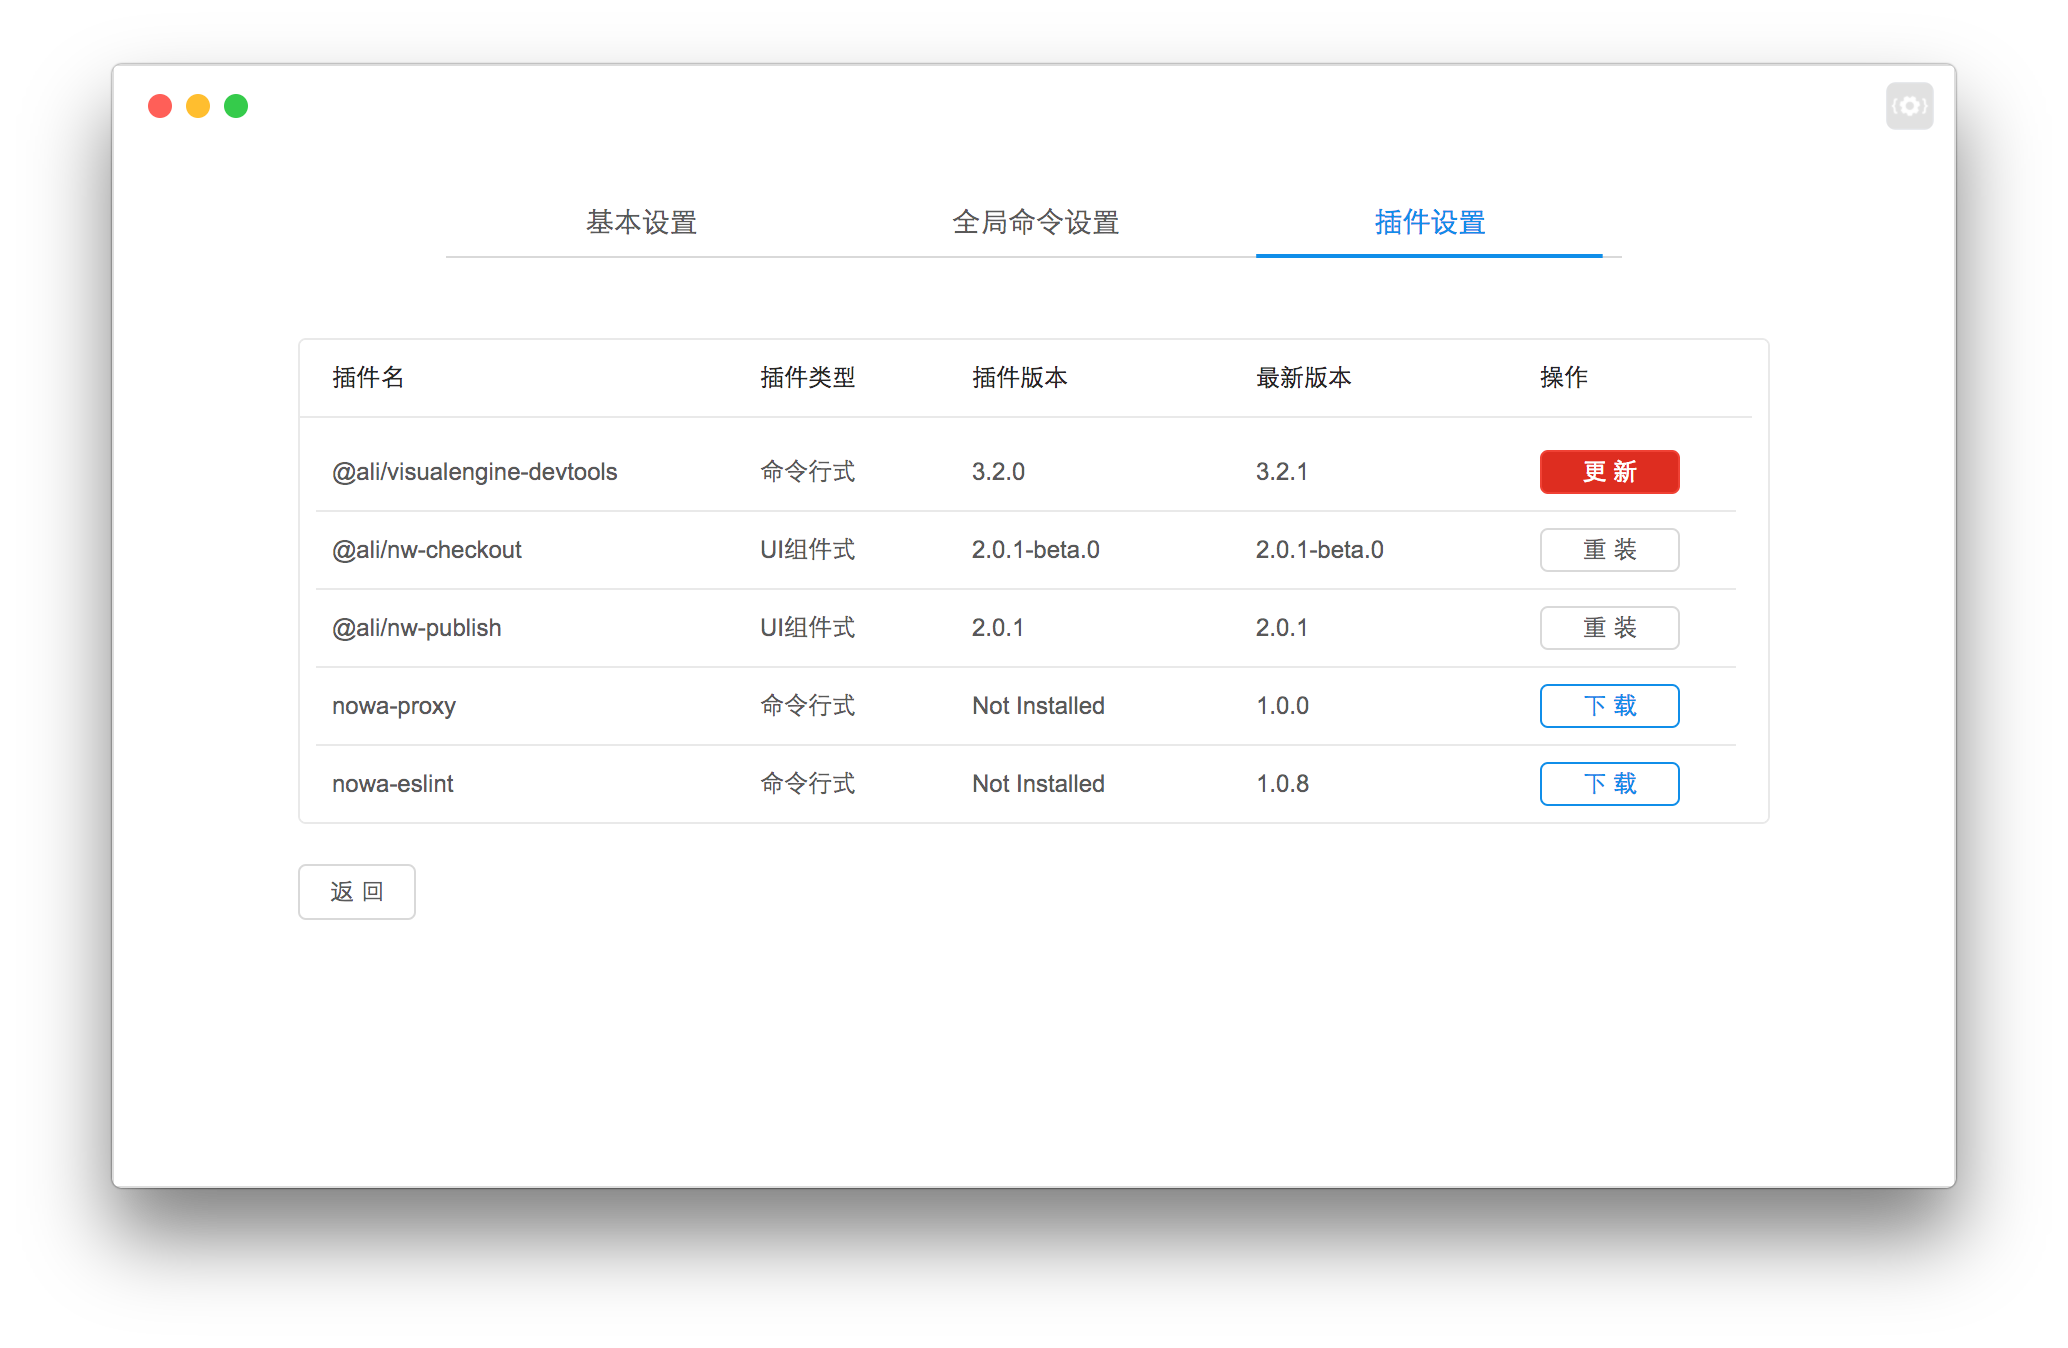 基本设置 全局命令设置 插件设置
插件名 插件类型 插件版本 最新版本 操作
@ali/visualengine-devtools 命令行式 3.2.0 3.2.1 更 新
@ali/nw-checkout UI组件式 2.0.1-beta.0 2.0.1-beta.0 重 装
@ali/nw-publish UI组件式 2.0.1 2.0.1 重 装
nowa-proxy 命令行式 Not Installed 1.0.0 下 载
nowa-eslint 命令行式 Not Installed 1.0.8 下 载
返 回